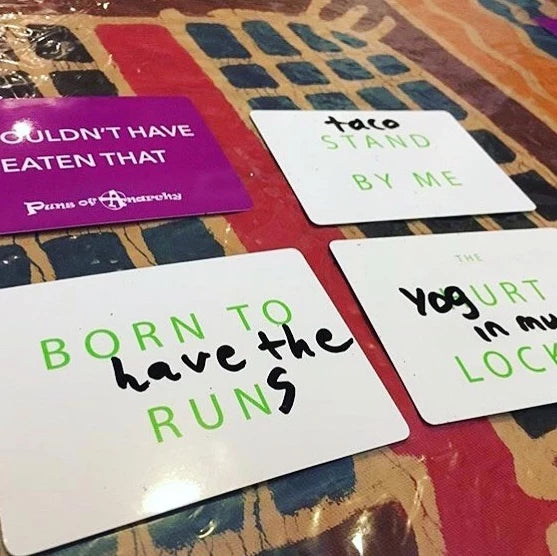 OULDN'T HAVE
EATEN THAT
Puns of Anarchy
taco
STAND
BY ME
BORN TO
have the
RUNS
THE
YogURT
in mu
LOCK